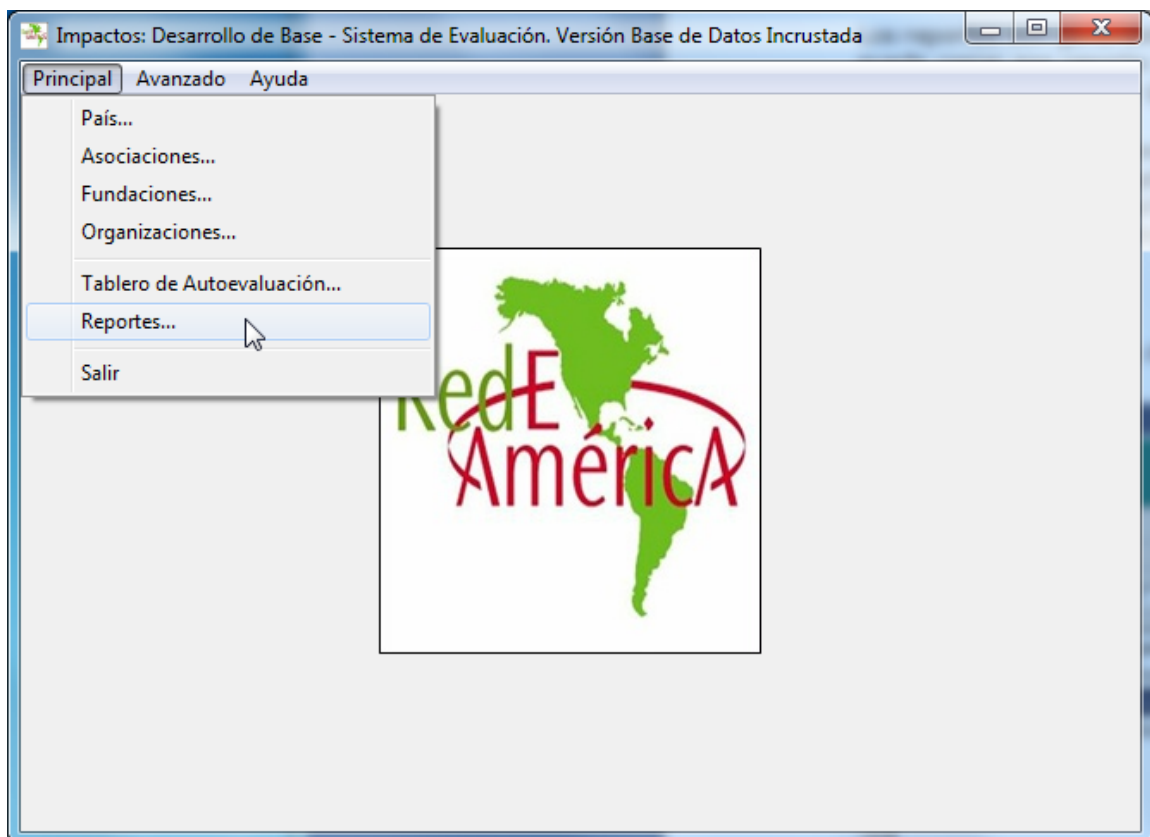 Impactos: Desarrollo de Base - Sistema de Evaluación. Versión Base de Datos Incrustada
Principal Avanzado Ayuda
País...
Asociaciones...
Fundaciones...
Organizaciones...
Tablero de Autoevaluación...
Reportes...
Salir
RedE
AméricA